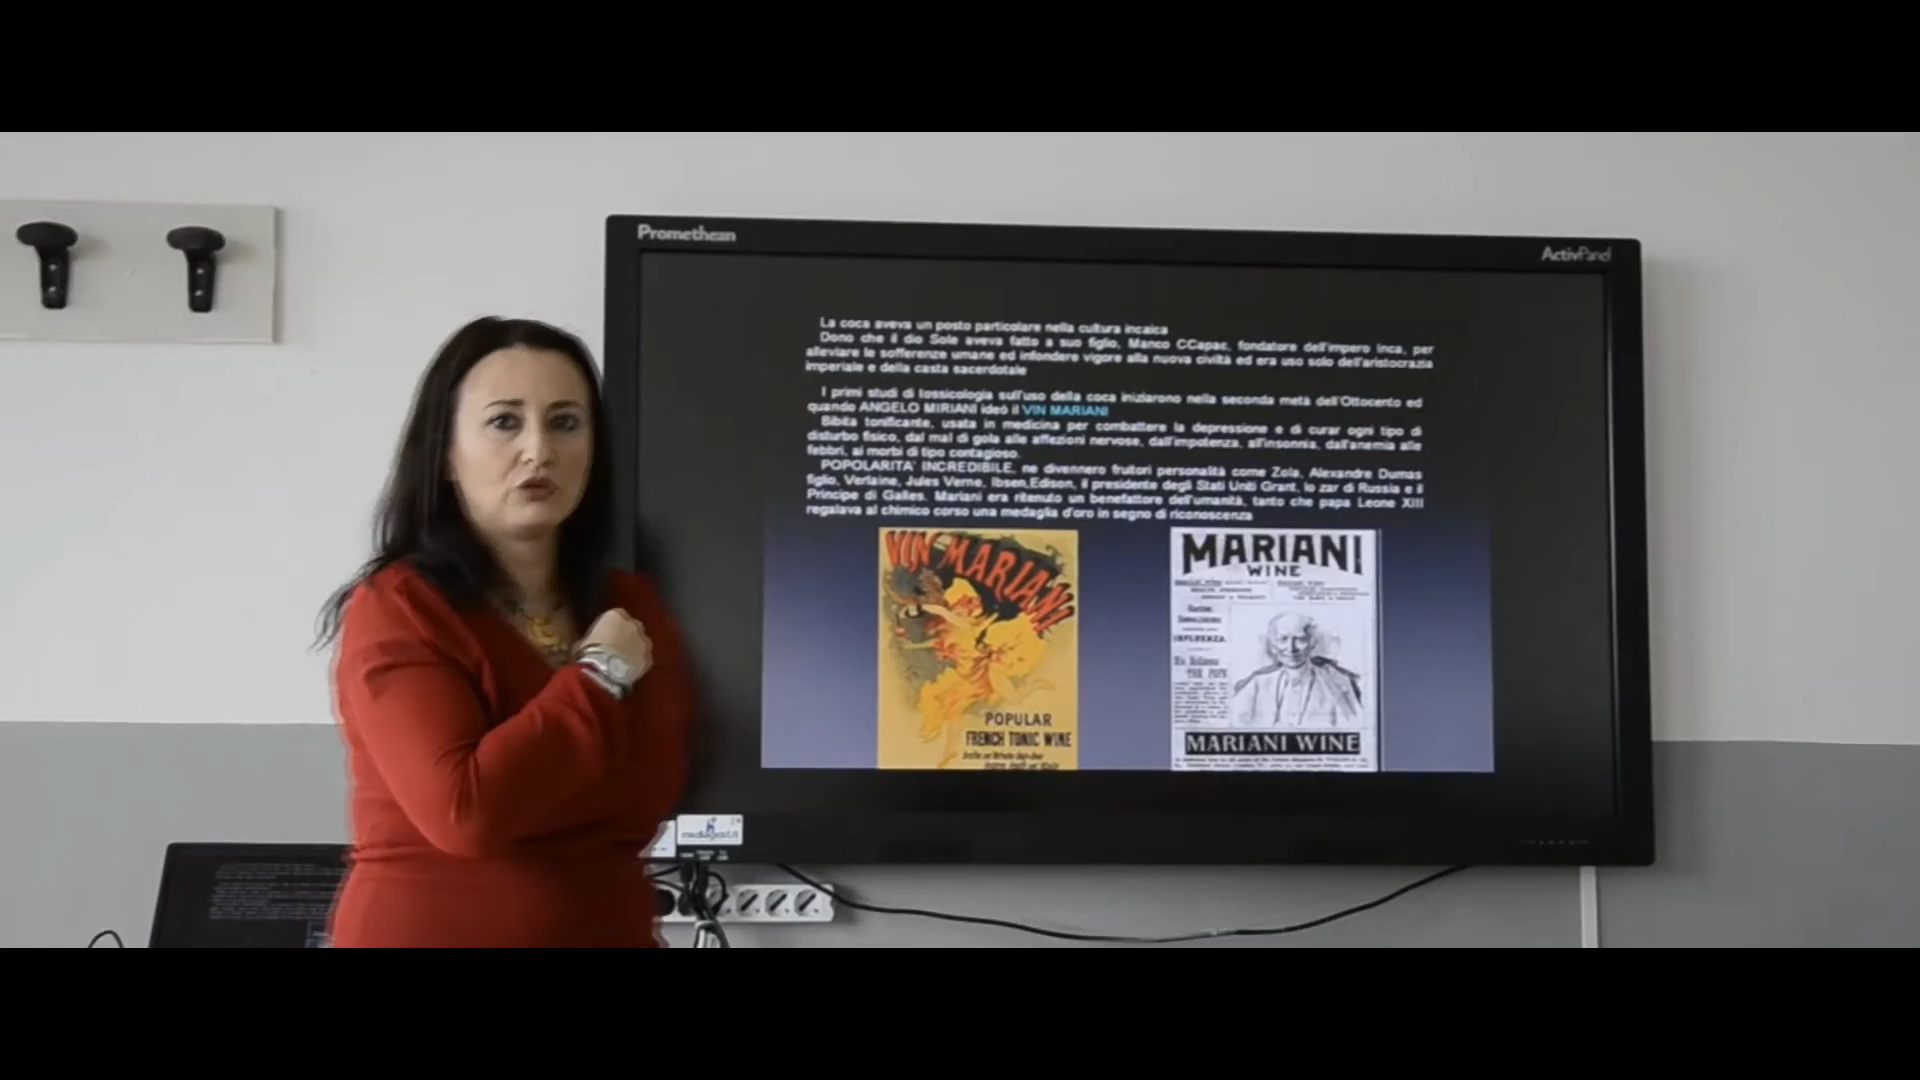 Promethean
ActivPanel
La coca aveva un posto particolare nella cultura incaica
Dono che il dio Sole aveva fatto a suo figlio, Manco CCapac, fondatore dell'impero inca, per
alleviare le sofferenze umane ed infondere vigore alla nuova civiltà ed era uso solo dell'aristocrazia
imperiale e della casta sacerdotale
I primi studi di tossicologia sull'uso della coca iniziarono nella seconda metà dell'Ottocento ed
quando ANGELO MIRIANI ideò il VIN MARIANI
Bibita tonificante, usata in medicina per combattere la depressione e di curar ogni tipo di
disturbo fisico, dal mal di gola alle affezioni nervose, dall'impotenza, all'insonnia, dall'anemia alle
febbri, ai morbi di tipo contagioso.
POPOLARITA' INCREDIBILE, ne divennero fruitori personalità come Zola, Alexandre Dumas
figlio, Verlaine, Jules Verne, Ibsen,Edison, il presidente degli Stati Uniti Grant, lo zar di Russia e il
Principe di Galles. Mariani era ritenuto un benefattore dell'umanità, tanto che papa Leone XIII
regalava al chimico corso una medaglia d'oro in segno di riconoscenza
VIN MARIANI
POPULAR
FRENCH TONIC WINE
MARIANI
WINE
INFLUENZA
THE POPE
MARIANI WINE